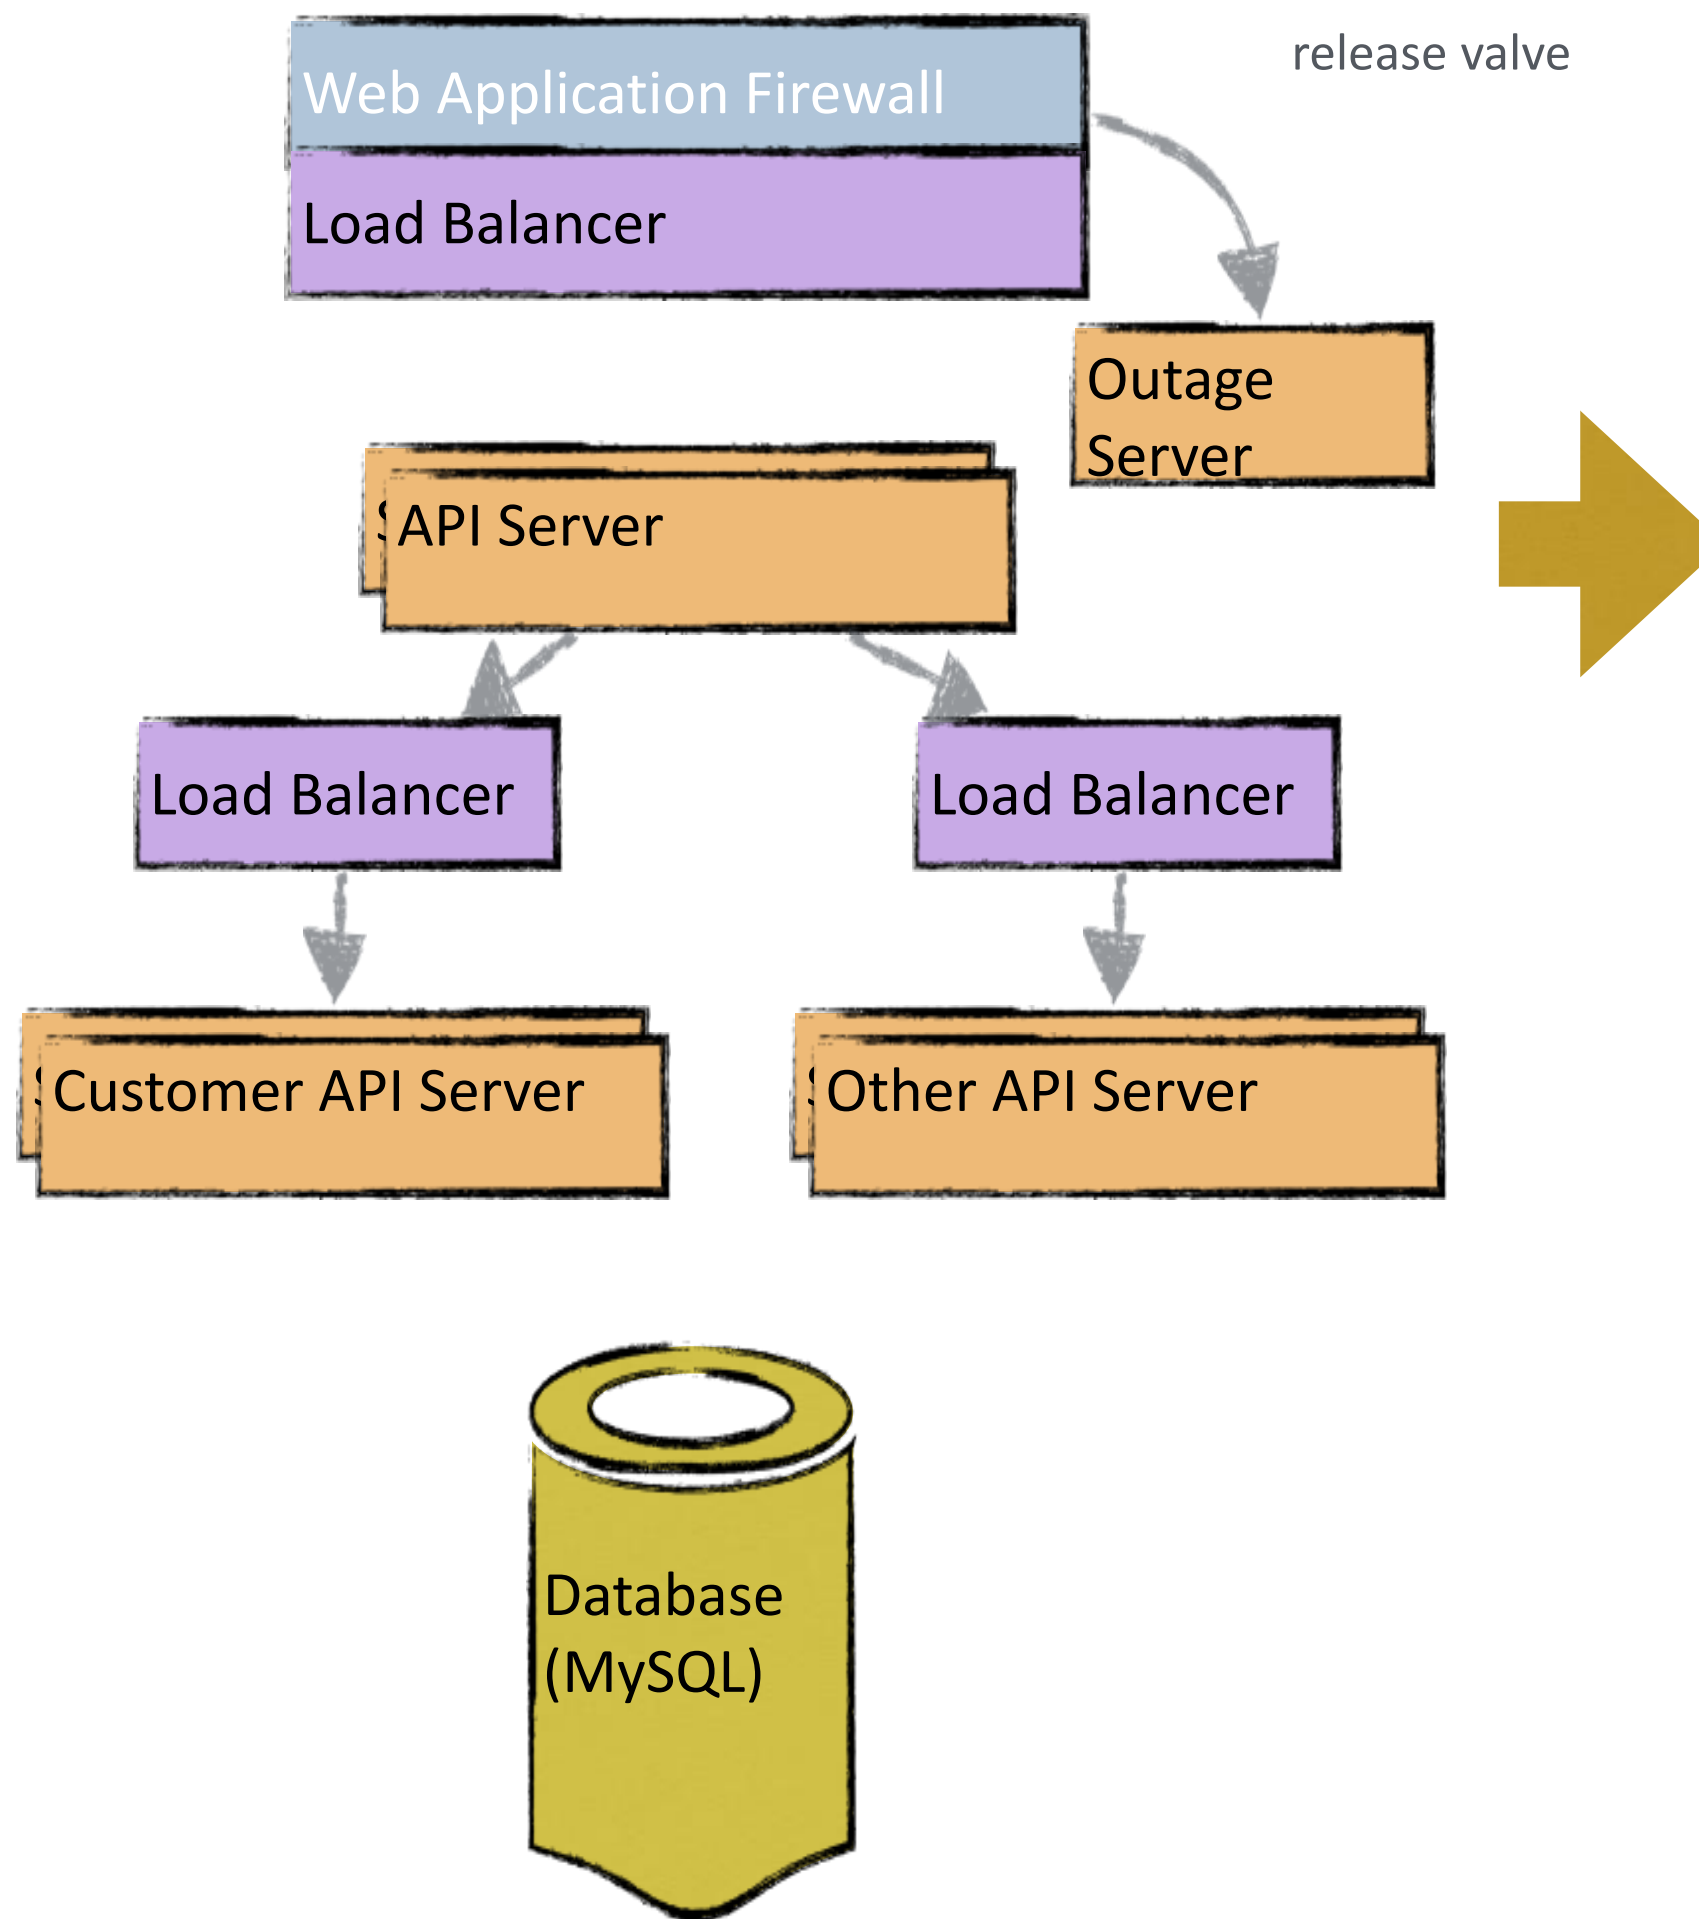 release valve
Web Application Firewall
Load Balancer
Outage
Server
API Server
Load Balancer
Load Balancer
Customer API Server
Other API Server
Database
(MySQL)